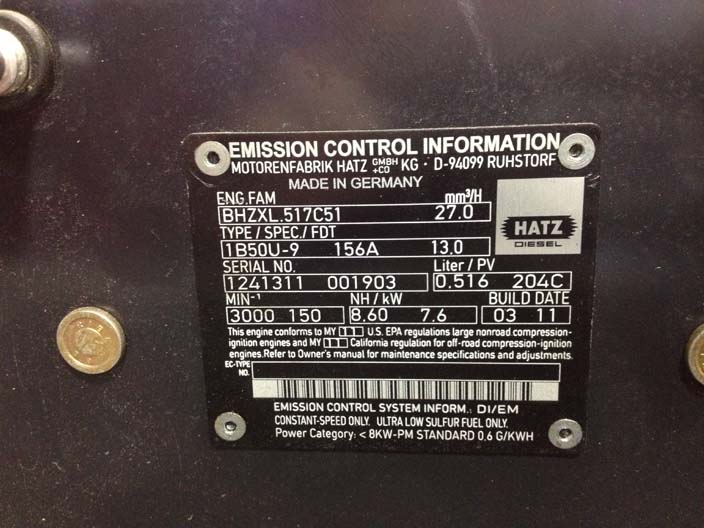 EMISSION CONTROL INFORMATION
MOTORENFABRIK HATZ GMBH +CO KG · D-94099 RUHSTORF
MADE IN GERMANY
ENG.FAM mm³/H
BHZXL.517C51 27.0
HATZ
DIESEL
TYPE / SPEC./ FDT
1B50U-9 156A 13.0
SERIAL NO. Liter / PV
1241311 001903 0.516 204C
MIN⁻¹ NH / kW BUILD DATE
3000 150 8.60 7.6 03 11
This engine conforms to MY 11 U.S. EPA regulations large nonroad compression-
ignition engines and MY 11 California regulation for off-road compression-ignition
engines.Refer to Owner's manual for maintenance specifications and adjustments.
EC-TYPE
NO.
EMISSION CONTROL SYSTEM INFORM.: DI/EM
CONSTANT-SPEED ONLY. ULTRA LOW SULFUR FUEL ONLY.
Power Category: < 8KW-PM STANDARD 0.6 G/KWH